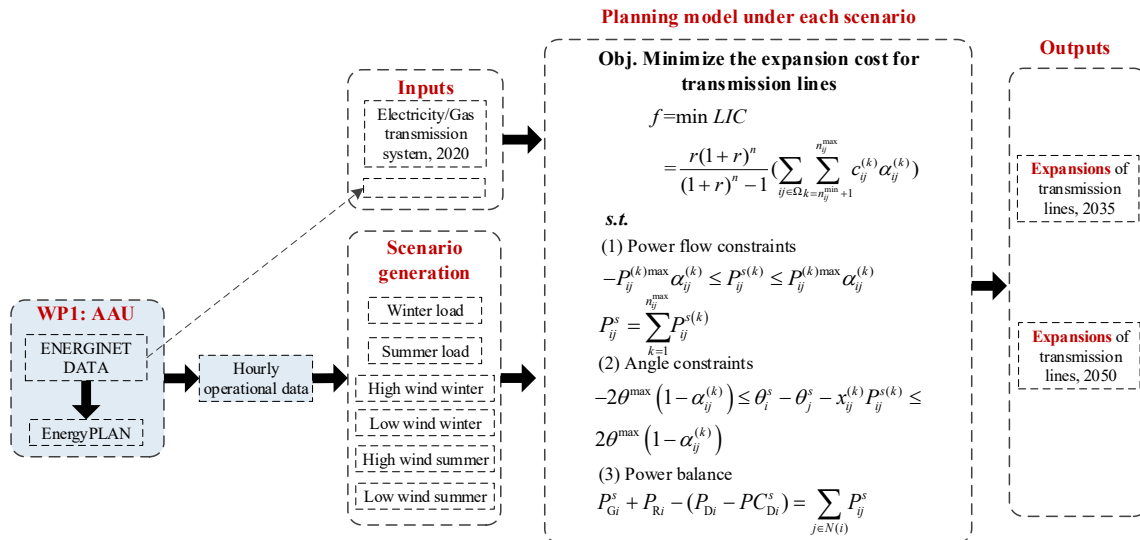 WP1: AAU
ENERGINET
DATA
EnergyPLAN
Hourly
operational data
Inputs
Electricity/Gas
transmission
system, 2020
Scenario
generation
Winter load
Summer load
High wind winter
Low wind winter
High wind summer
Low wind summer
Planning model under each scenario
Obj. Minimize the expansion cost for
transmission lines
f=min LIC
= \frac{r(1+r)^n}{(1+r)^n-1}(\sum_{ij∈Ω}\sum_{k=n_{ij}^{min}+1}^{n_{ij}^{max}} c_{ij}^{(k)} α_{ij}^{(k)})
s.t.
(1) Power flow constraints
-P_{ij}^{(k)max} α_{ij}^{(k)} ≤ P_{ij}^{s(k)} ≤ P_{ij}^{(k)max} α_{ij}^{(k)}
P_{ij}^{s} = \sum_{k=1}^{n_{ij}^{max}} P_{ij}^{s(k)}
(2) Angle constraints
-2θ^{max}(1-α_{ij}^{(k)}) ≤ θ_i^s - θ_j^s - x_{ij}^{(k)} P_{ij}^{s(k)} ≤
2θ^{max}(1-α_{ij}^{(k)})
(3) Power balance
P_{Gi}^s + P_{Ri} - (P_{Di} - PC_{Di}^s) = \sum_{j∈N(i)} P_{ij}^s
Outputs
Expansions of
transmission
lines, 2035
Expansions of
transmission
lines, 2050